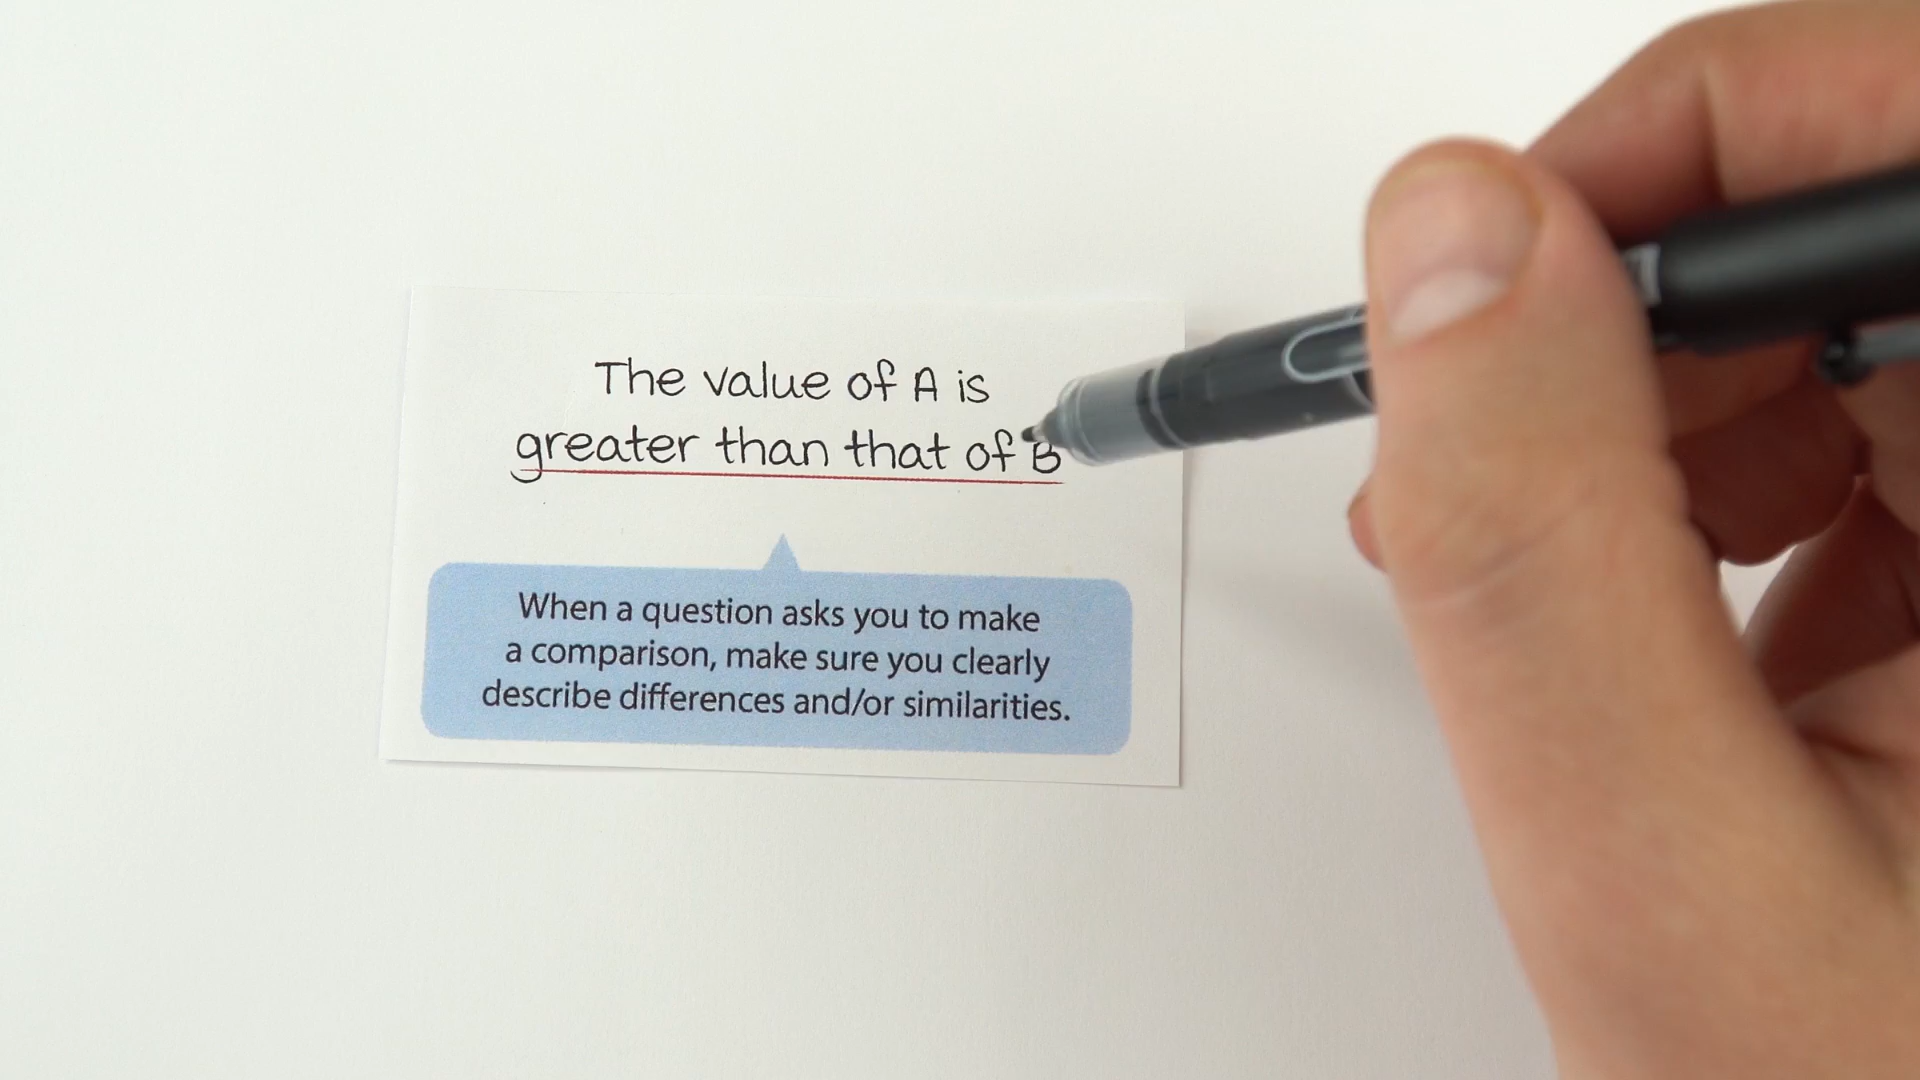 The value of A is
greater than that of B
When a question asks you to make
a comparison, make sure you clearly
describe differences and/or similarities.